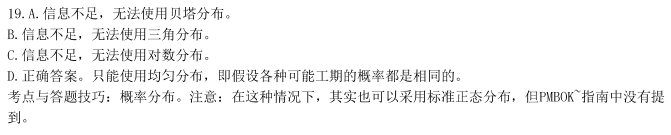 19.A.信息不足，无法使用贝塔分布。
B.信息不足，无法使用三角分布。
C.信息不足，无法使用对数分布。
D.正确答案。只能使用均匀分布，即假设各种可能工期的概率都是相同的。
考点与答题技巧：概率分布。注意：在这种情况下，其实也可以采用标准正态分布，但PMBOK~指南中没有提
到。